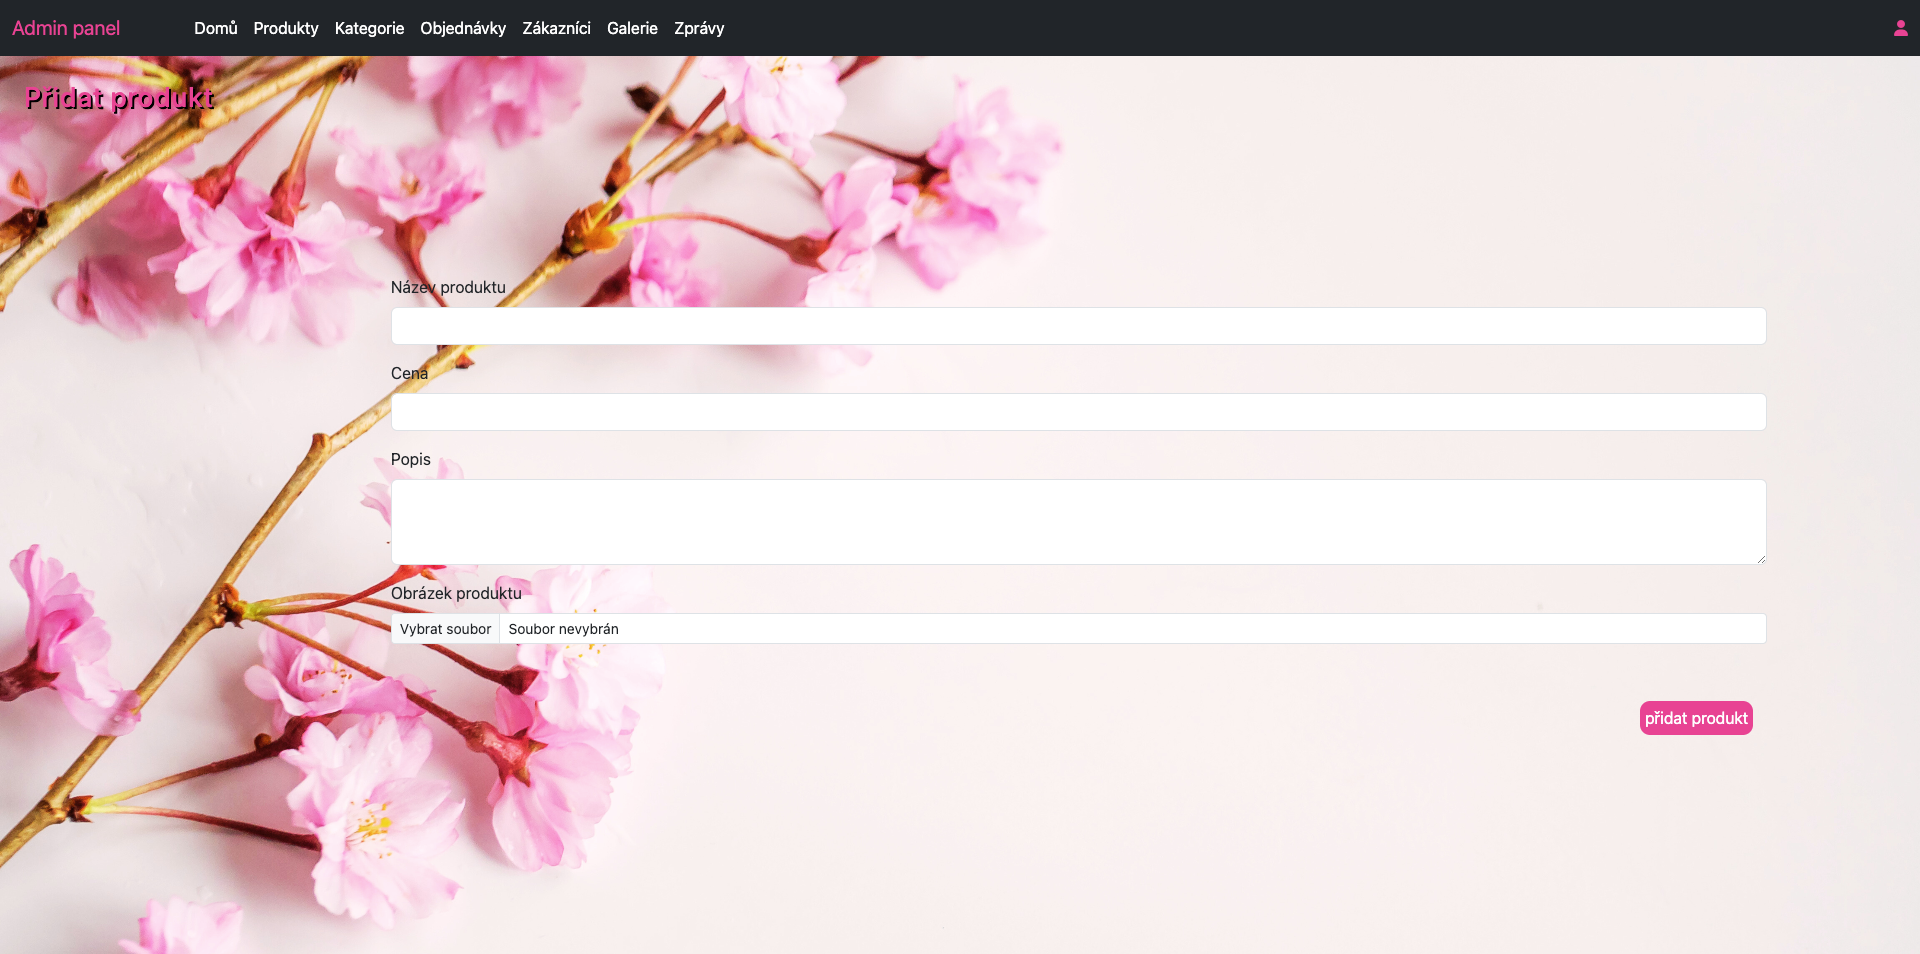 Admin panel Domů Produkty Kategorie Objednávky Zákazníci Galerie Zprávy
Přidat produkt
Název produktu
Cena
Popis
Obrázek produktu
Vybrat soubor Soubor nevybrán
přidat produkt